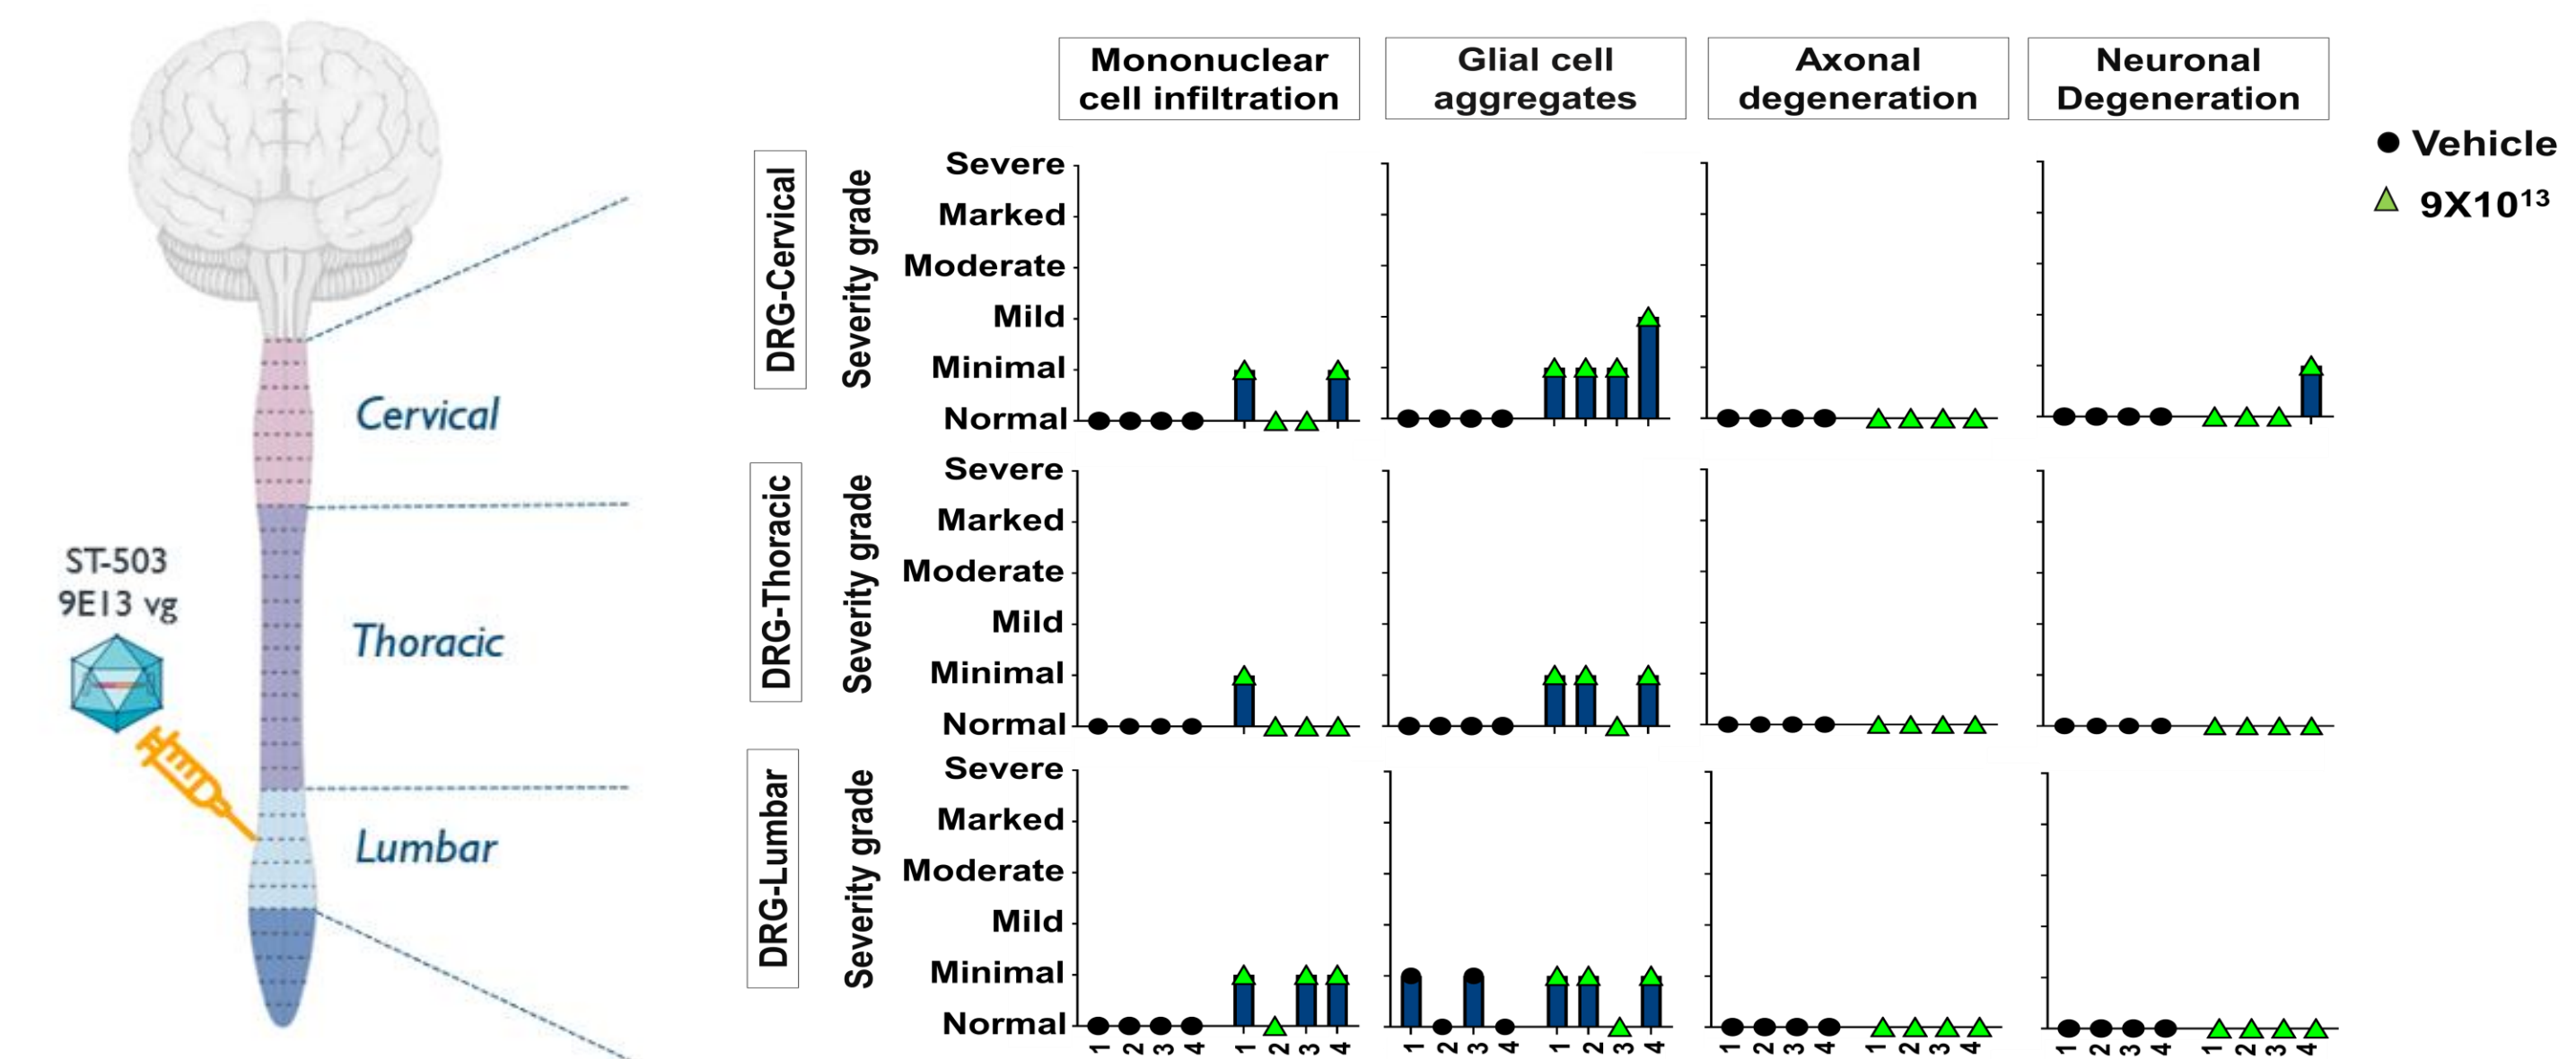 Mononuclear
cell infiltration
Glial cell
aggregates
Axonal
degeneration
Neuronal
Degeneration
Vehicle
9X10¹³
DRG-Cervical
Severity grade
Severe
Marked
Moderate
Mild
Minimal
Normal
Cervical
DRG-Thoracic
Severity grade
Severe
Marked
Moderate
Mild
Minimal
Normal
ST-503
9E13 vg
Thoracic
DRG-Lumbar
Severity grade
Severe
Marked
Moderate
Mild
Minimal
Normal
Lumbar
1 2 3 4 1 2 3 4 1 2 3 4 1 2 3 4 1 2 3 4 1 2 3 4 1 2 3 4 1 2 3 4